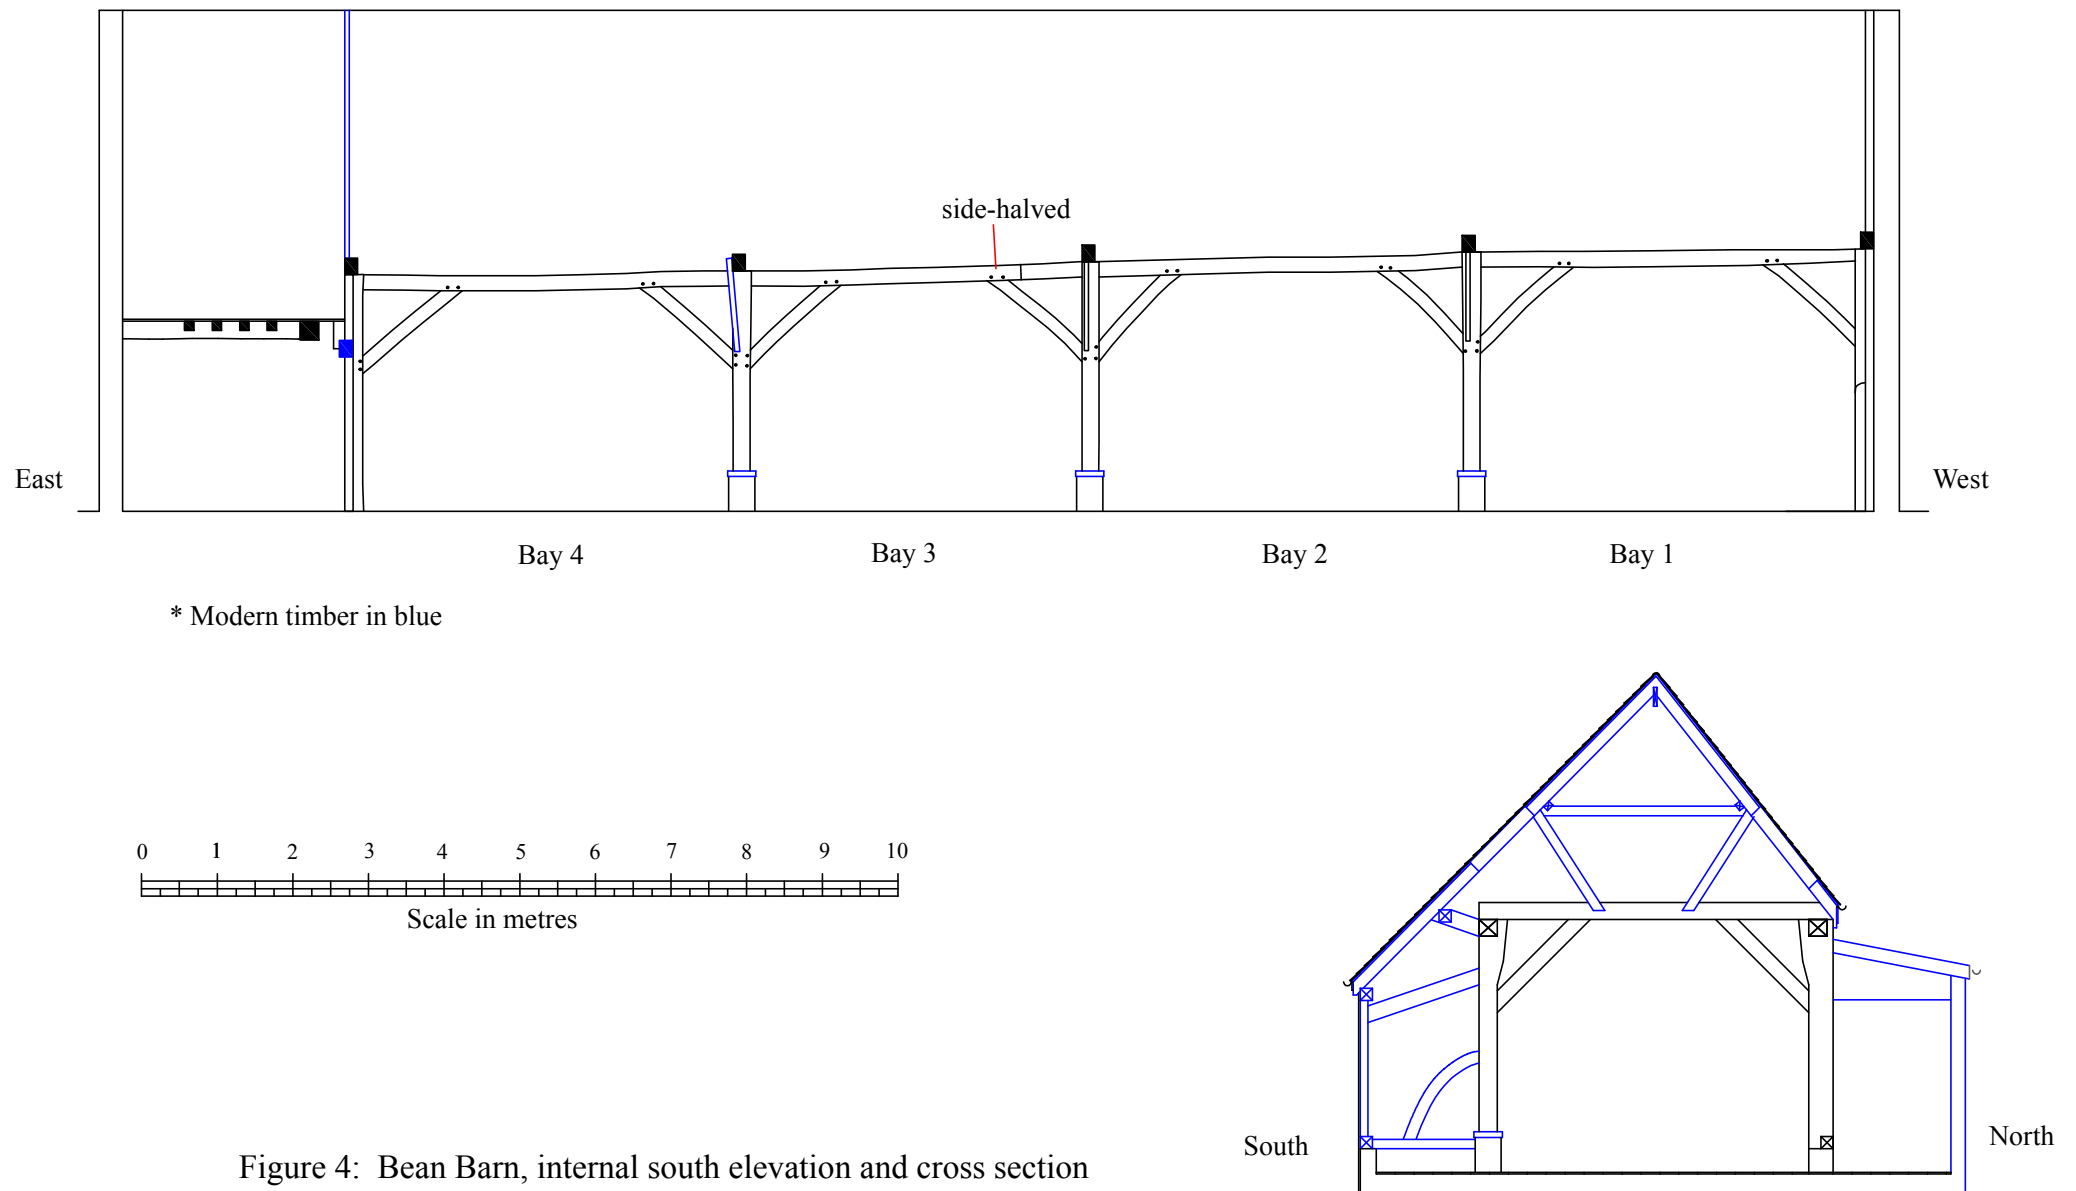 side-halved
East
West
Bay 4
Bay 3
Bay 2
Bay 1
* Modern timber in blue
0 1 2 3 4 5 6 7 8 9 10
Scale in metres
South
North
Figure 4:  Bean Barn, internal south elevation and cross section